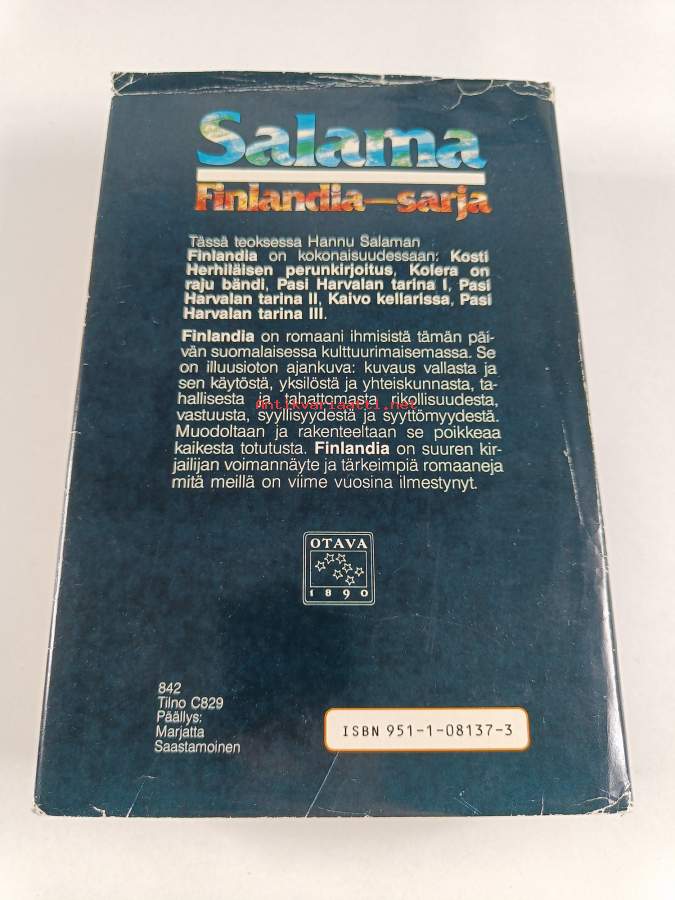 Salama
Finlandia—sarja
Tässä teoksessa Hannu Salaman
Finlandia on kokonaisuudessaan: Kosti
Herhiläisen perunkirjoitus, Kolera on
raju bändi, Pasi Harvalan tarina I, Pasi
Harvalan tarina II, Kaivo kellarissa, Pasi
Harvalan tarina III.
Finlandia on romaani ihmisistä tämän päi-
vän suomalaisessa kulttuurimaisemassa. Se
on illuusioton ajankuva: kuvaus vallasta ja
sen käytöstä, yksilöstä ja yhteiskunnasta, ta-
hallisesta ja tahattomasta rikollisuudesta,
Antikvariaatti.net
vastuusta, syyllisyydestä ja syyttömyydestä.
Muodoltaan ja rakenteeltaan se poikkeaa
kaikesta totutusta. Finlandia on suuren kir-
jailijan voimannäyte ja tärkeimpiä romaaneja
mitä meillä on viime vuosina ilmestynyt.
OTAVA
1890
842
Tilno C829
Päällys:
Marjatta
Saastamoinen
ISBN 951-1-08137-3